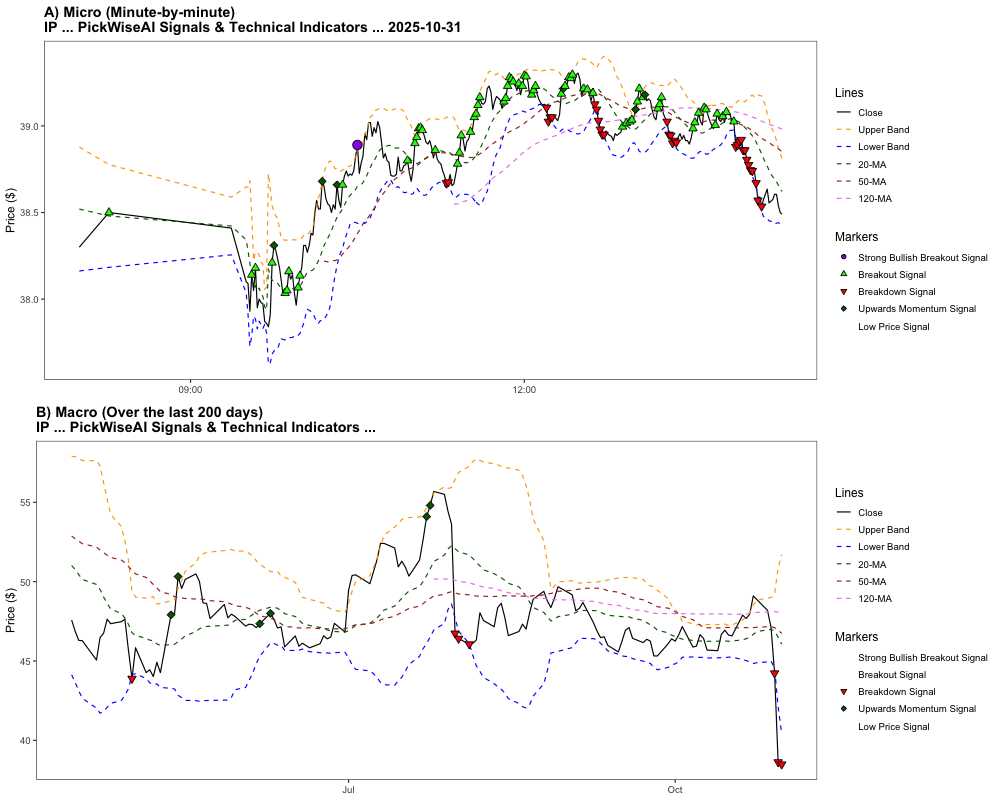 A) Micro (Minute-by-minute)
IP ... PickWiseAI Signals & Technical Indicators ... 2025-10-31
Price ($)
39.0
38.5
38.0
09:00
12:00
Lines
Close
Upper Band
Lower Band
20-MA
50-MA
120-MA
Markers
Strong Bullish Breakout Signal
Breakout Signal
Breakdown Signal
Upwards Momentum Signal
Low Price Signal
B) Macro (Over the last 200 days)
IP ... PickWiseAI Signals & Technical Indicators ...
Price ($)
55
50
45
40
Jul
Oct
Lines
Close
Upper Band
Lower Band
20-MA
50-MA
120-MA
Markers
Strong Bullish Breakout Signal
Breakout Signal
Breakdown Signal
Upwards Momentum Signal
Low Price Signal